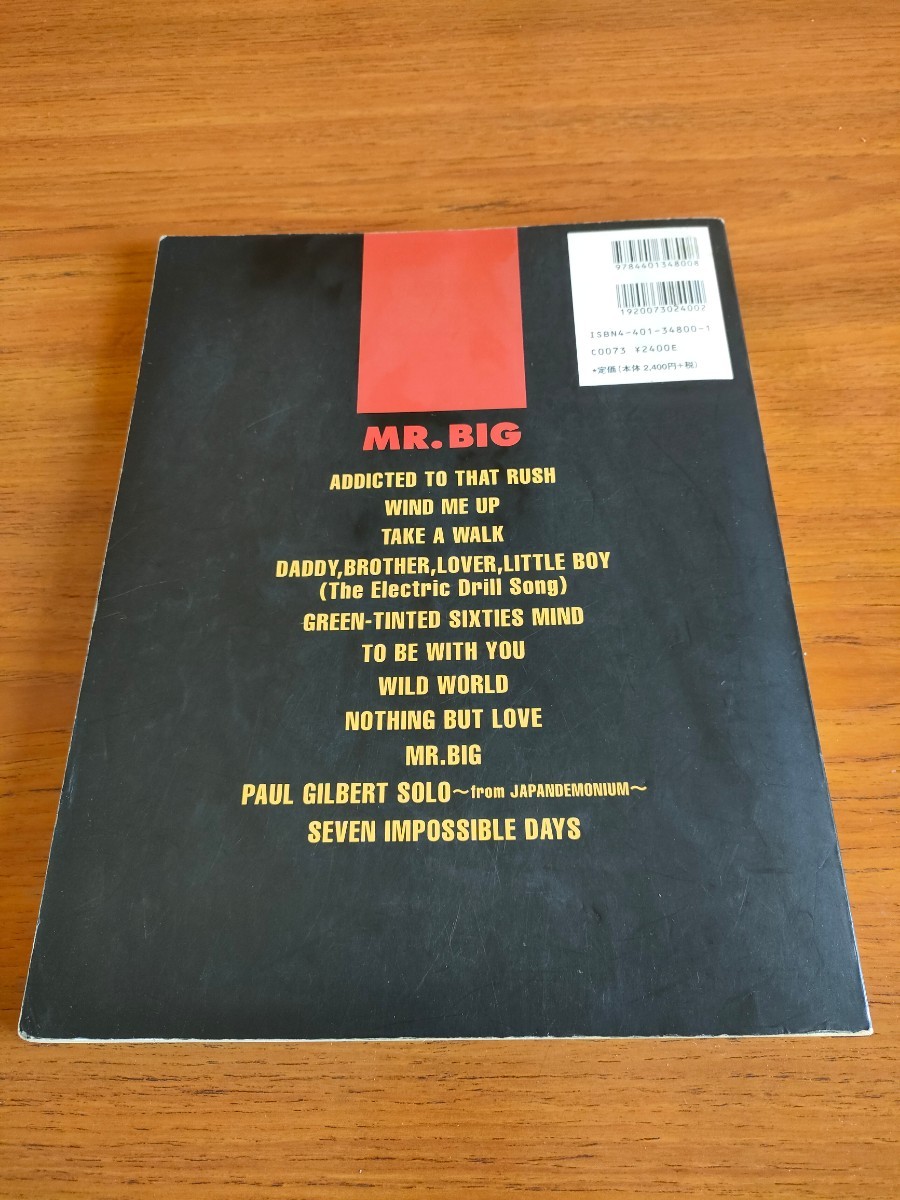 9784401348008
1920073024002
ISBN4-401-34800-1
C0073 ¥2400E
*定価(本体2,400円+税)
MR.BIG
ADDICTED TO THAT RUSH
WIND ME UP
TAKE A WALK
DADDY,BROTHER,LOVER,LITTLE BOY
(The Electric Drill Song)
GREEN-TINTED SIXTIES MIND
TO BE WITH YOU
WILD WORLD
NOTHING BUT LOVE
MR.BIG
PAUL GILBERT SOLO～from JAPANDEMONIUM～
SEVEN IMPOSSIBLE DAYS